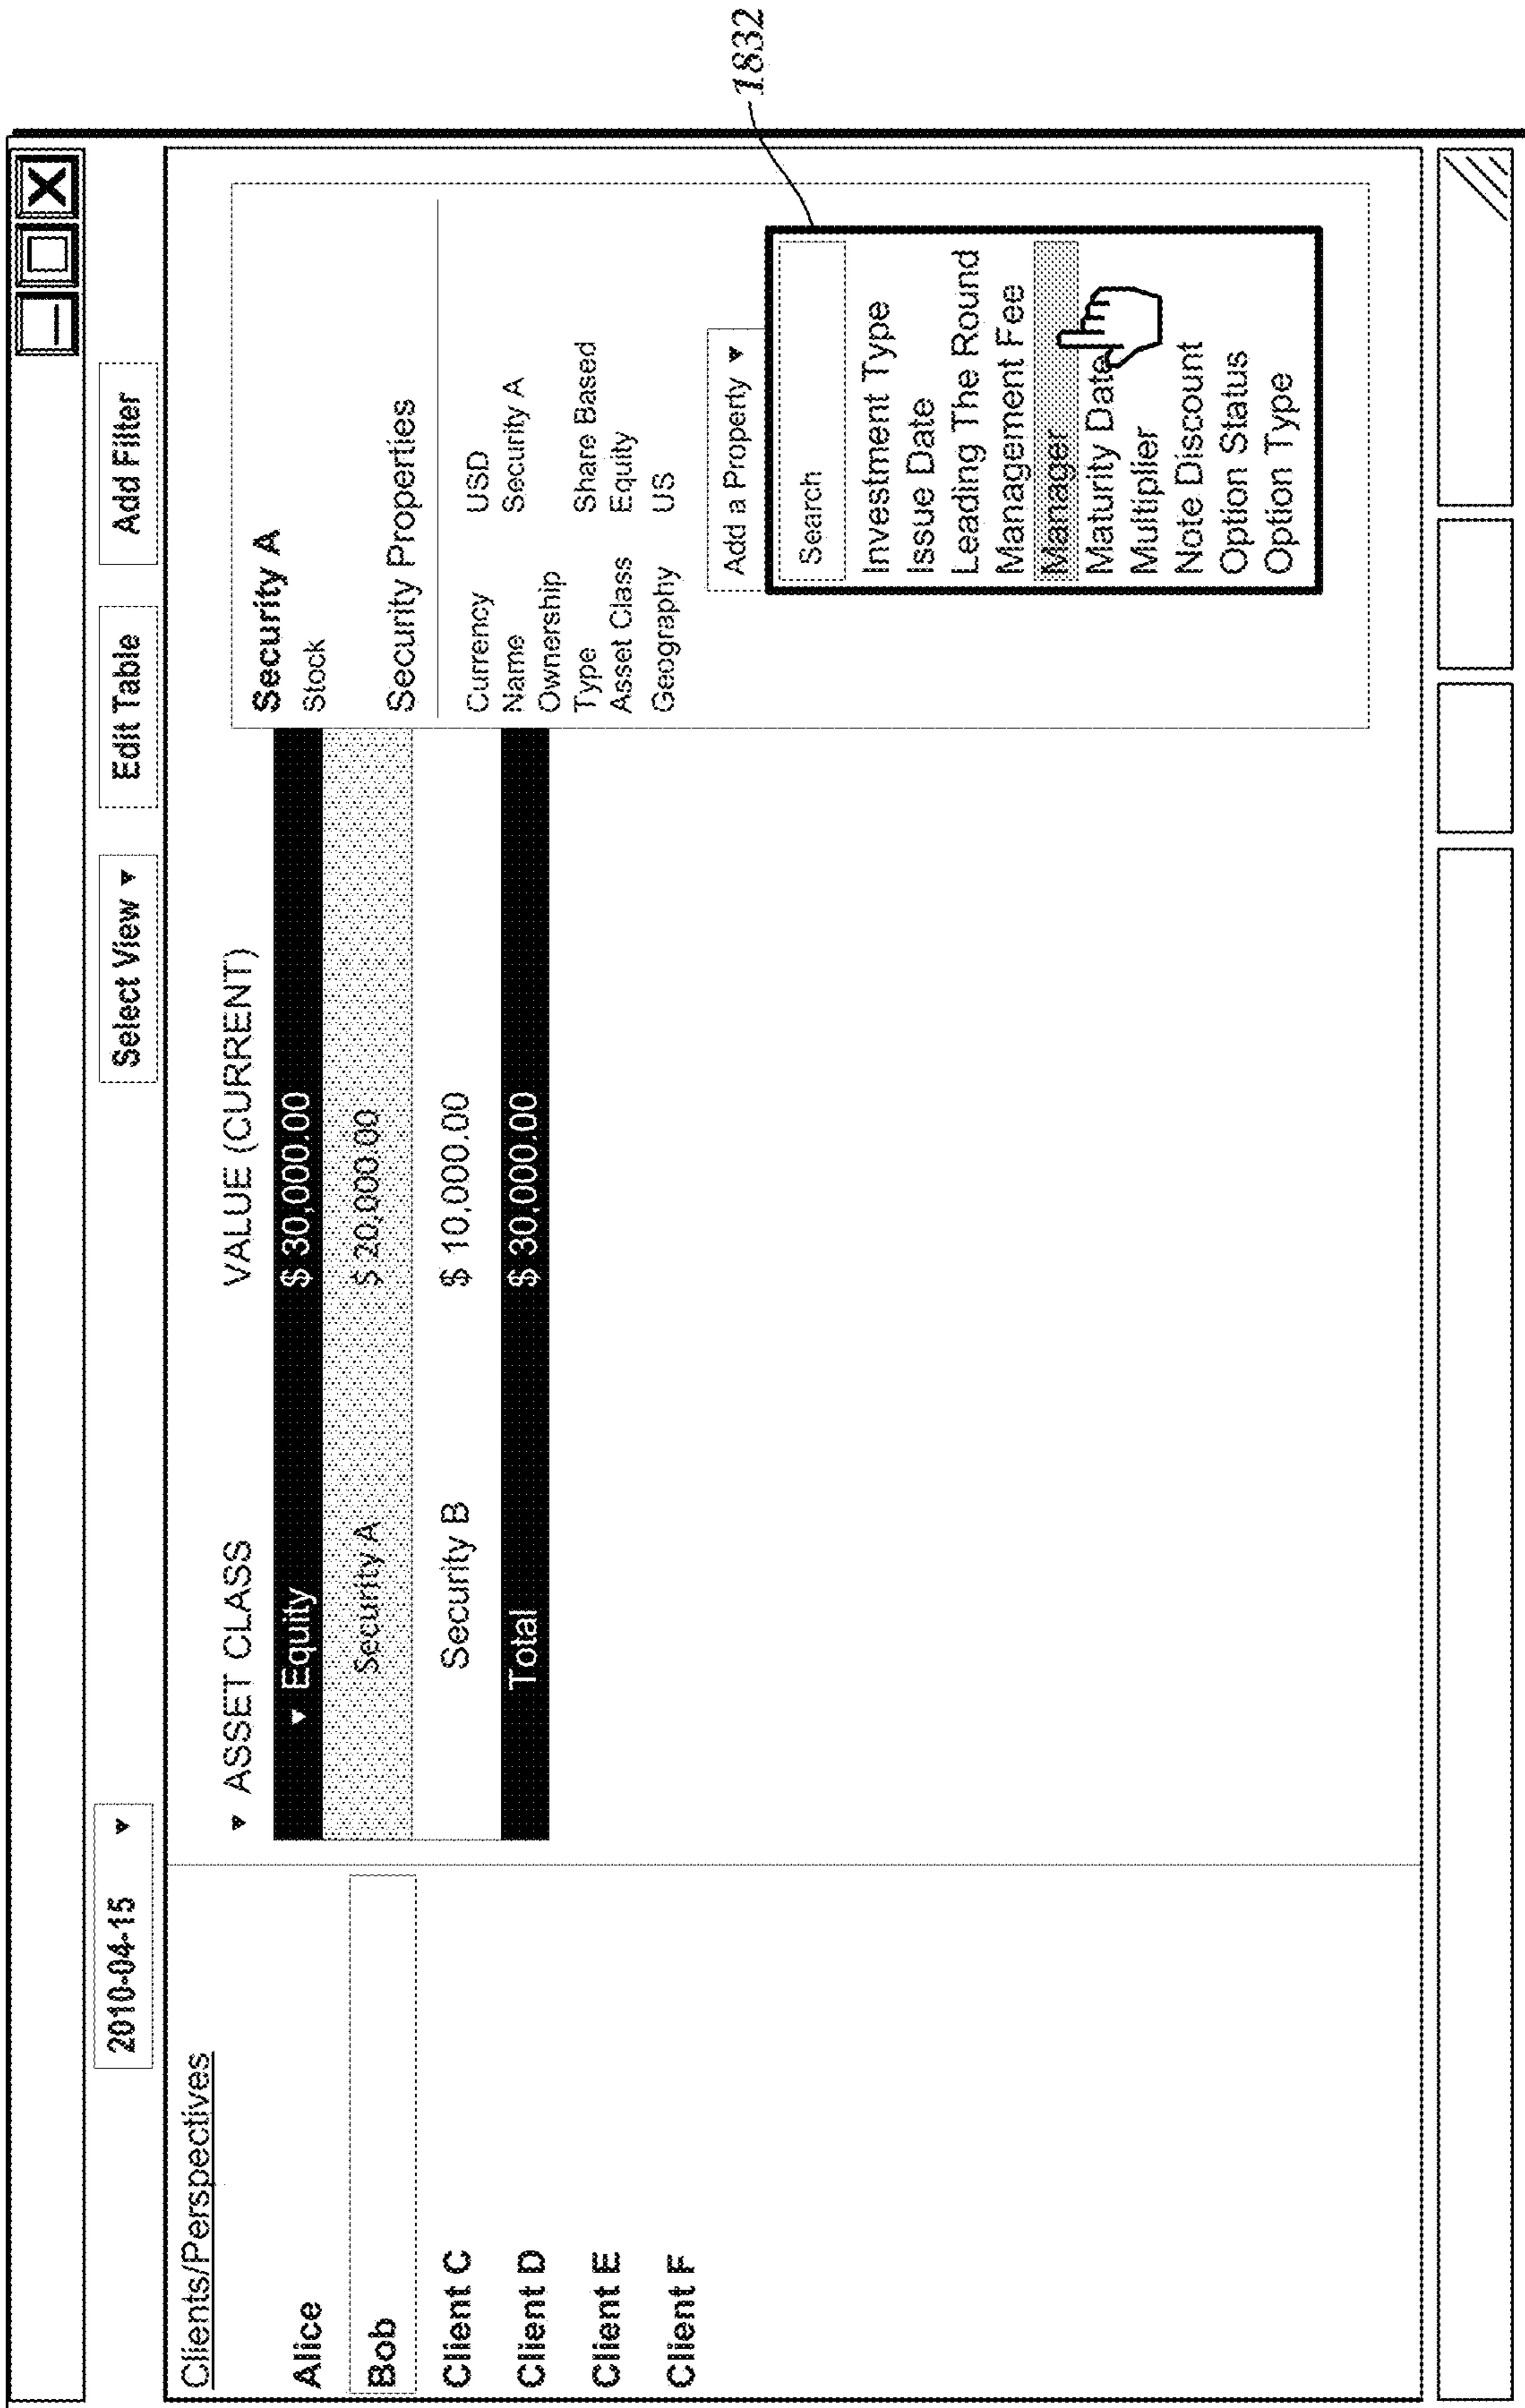 2010-04-15 ▼
Select View ▼
Edit Table
Add Filter
Clients/Perspectives
Alice
Bob
Client C
Client D
Client E
Client F
▼ ASSET CLASS VALUE (CURRENT)
▼ Equity $ 30,000.00
Security A $ 20,000.00
Security B $ 10,000.00
Total $ 30,000.00
Security A
Stock
Security Properties
Currency USD
Name Security A
Ownership
Type Share Based
Asset Class Equity
Geography US
Add a Property ▼
Search
Investment Type
Issue Date
Leading The Round
Management Fee
Manager
Maturity Date
Multiplier
Note Discount
Option Status
Option Type
1832